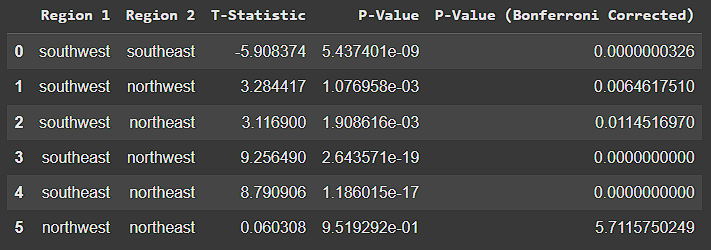 Region 1 Region 2 T-Statistic P-Value P-Value (Bonferroni Corrected)
0 southwest southeast -5.908374 5.437401e-09 0.0000000326
1 southwest northwest 3.284417 1.076958e-03 0.0064617510
2 southwest northeast 3.116900 1.908616e-03 0.0114516970
3 southeast northwest 9.256490 2.643571e-19 0.0000000000
4 southeast northeast 8.790906 1.186015e-17 0.0000000000
5 northwest northeast 0.060308 9.519292e-01 5.7115750249